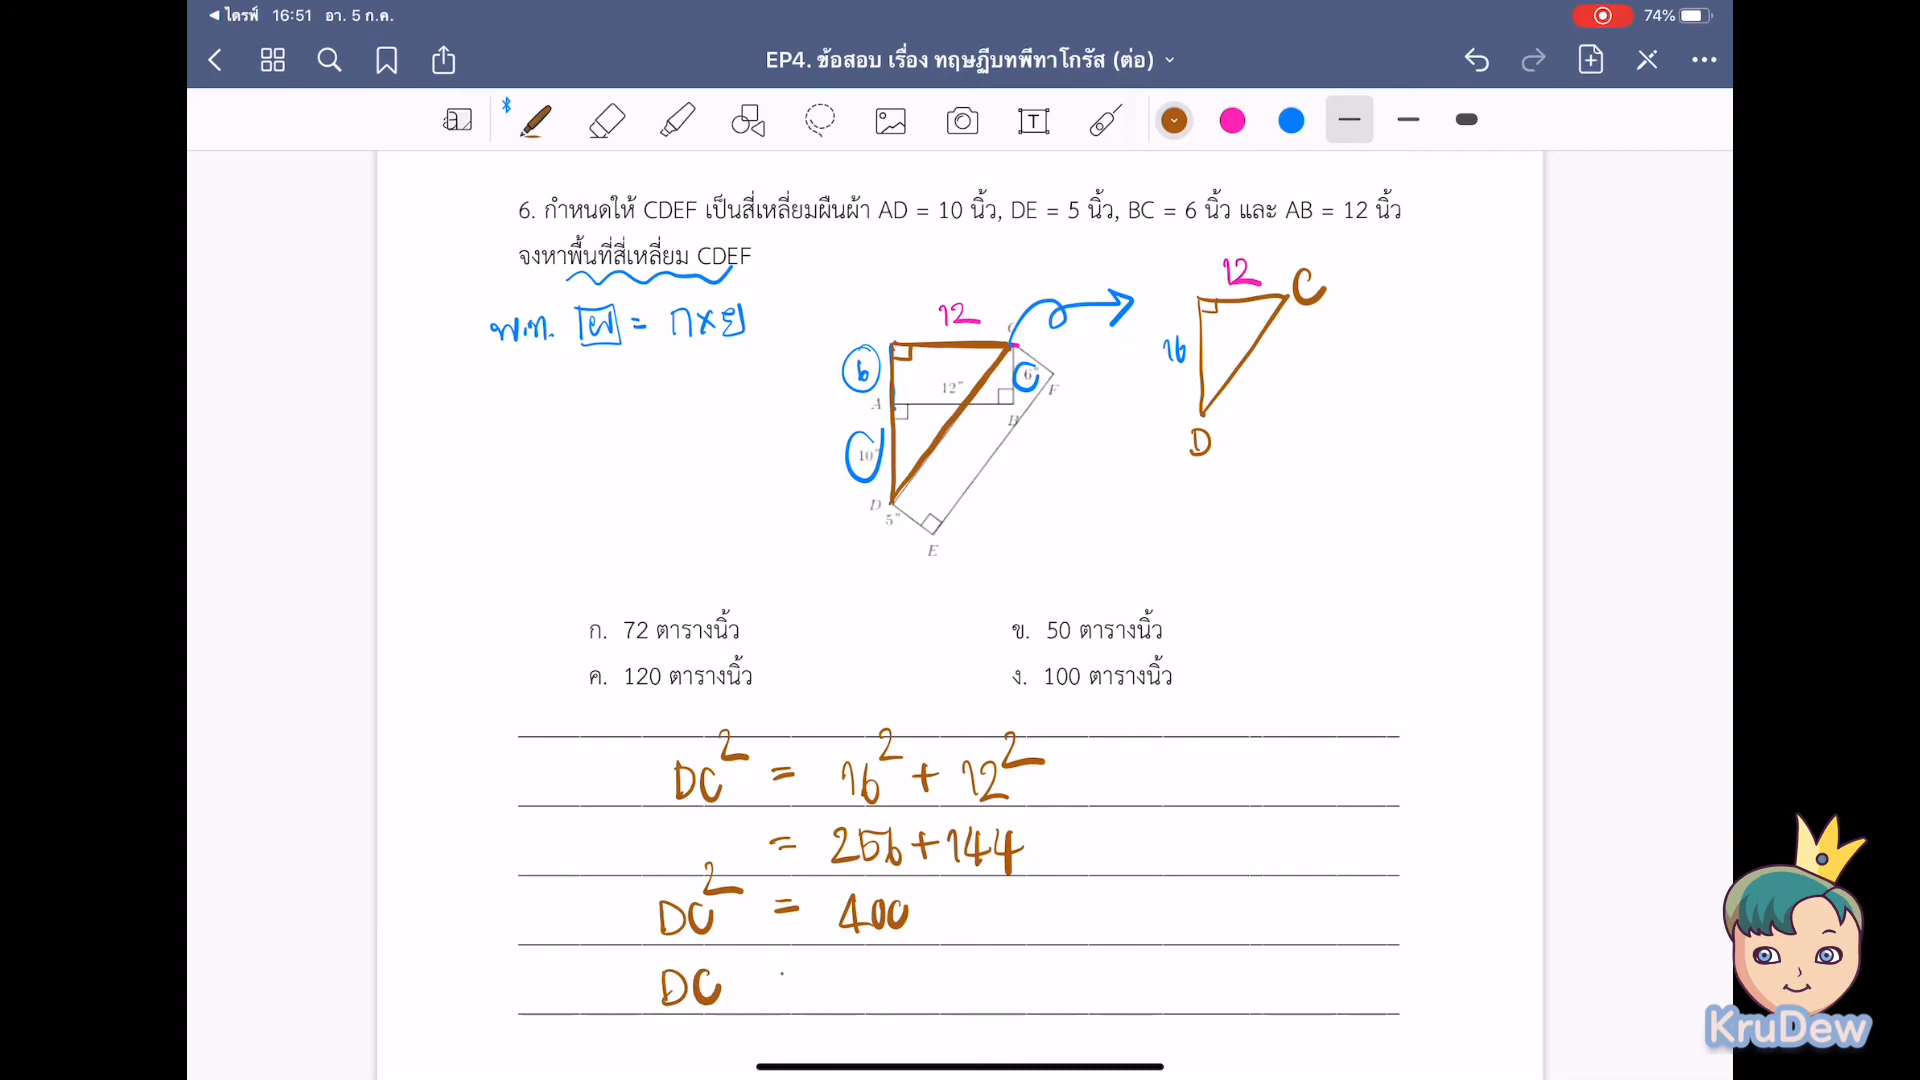 ไดรฟ์ 16:51 อา. 5 ก.ค. 74%
EP4. ข้อสอบ เรื่อง ทฤษฎีบทพีทาโกรัส (ต่อ)
6. กำหนดให้ CDEF เป็นสี่เหลี่ยมผืนผ้า AD = 10 นิ้ว, DE = 5 นิ้ว, BC = 6 นิ้ว และ AB = 12 นิ้ว
จงหาพื้นที่สี่เหลี่ยม CDEF
พ.ท. ผ = ก×ย
12
12 C
6
16
12"
6"
F
A
B
10"
D
D
5"
E
ก. 72 ตารางนิ้ว ข. 50 ตารางนิ้ว
ค. 120 ตารางนิ้ว ง. 100 ตารางนิ้ว
DC² = 16² + 12²
= 256+144
DC² = 400
DC
KruDew